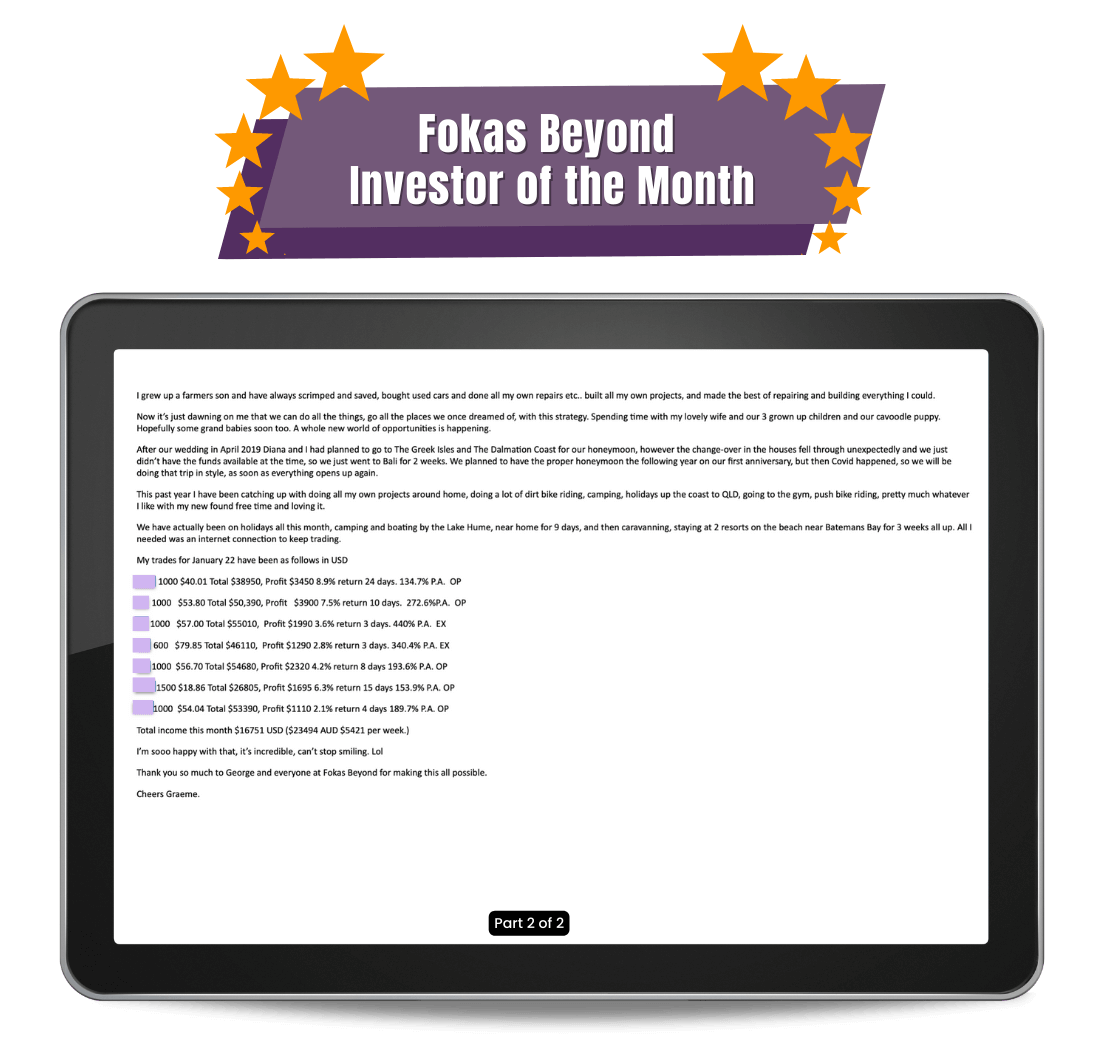 Fokas Beyond
Investor of the Month
I grew up a farmers son and have always scrimped and saved, bought used cars and done all my own repairs etc.. built all my own projects, and made the best of repairing and building everything I could.
Now it's just dawning on me that we can do all the things, go all the places we once dreamed of, with this strategy. Spending time with my lovely wife and our 3 grown up children and our cavoodle puppy.
Hopefully some grand babies soon too. A whole new world of opportunities is happening.
After our wedding in April 2019 Diana and I had planned to go to The Greek Isles and The Dalmation Coast for our honeymoon, however the change-over in the houses fell through unexpectedly and we just
didn't have the funds available at the time, so we just went to Bali for 2 weeks. We planned to have the proper honeymoon the following year on our first anniversary, but then Covid happened, so we will be
doing that trip in style, as soon as everything opens up again.
This past year I have been catching up with doing all my own projects around home, doing a lot of dirt bike riding, camping, holidays up the coast to QLD, going to the gym, push bike riding, pretty much whatever
I like with my new found free time and loving it.
We have actually been on holidays all this month, camping and boating by the Lake Hume, near home for 9 days, and then caravanning, staying at 2 resorts on the beach near Batemans Bay for 3 weeks all up. All I
needed was an internet connection to keep trading.
My trades for January 22 have been as follows in USD
1000 $40.01 Total $38950, Profit $3450 8.9% return 24 days. 134.7% P.A. OP
1000 $53.80 Total $50,390, Profit $3900 7.5% return 10 days. 272.6%P.A. OP
1000 $57.00 Total $55010, Profit $1990 3.6% return 3 days. 440% P.A. EX
600 $79.85 Total $46110, Profit $1290 2.8% return 3 days. 340.4% P.A. EX
1000 $56.70 Total $54680, Profit $2320 4.2% return 8 days 193.6% P.A. OP
1500 $18.86 Total $26805, Profit $1695 6.3% return 15 days 153.9% P.A. OP
1000 $54.04 Total $53390, Profit $1110 2.1% return 4 days 189.7% P.A. OP
Total income this month $16751 USD ($23494 AUD $5421 per week.)
I'm sooo happy with that, it's incredible, can't stop smiling. Lol
Thank you so much to George and everyone at Fokas Beyond for making this all possible.
Cheers Graeme.
Part 2 of 2